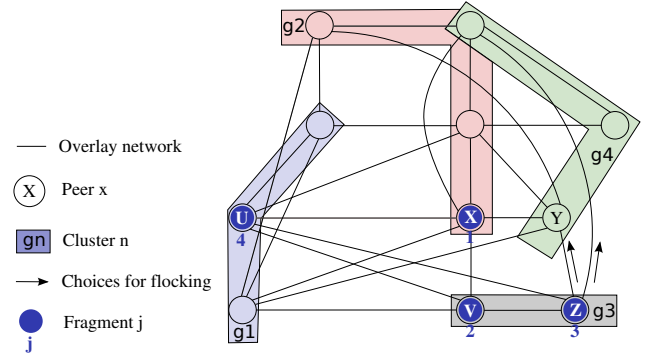 g2
g4
Overlay network
X Peer x
U X Y
gn Cluster n
4 1
Choices for flocking
V Z g3
Fragment j
g1 2 3
j